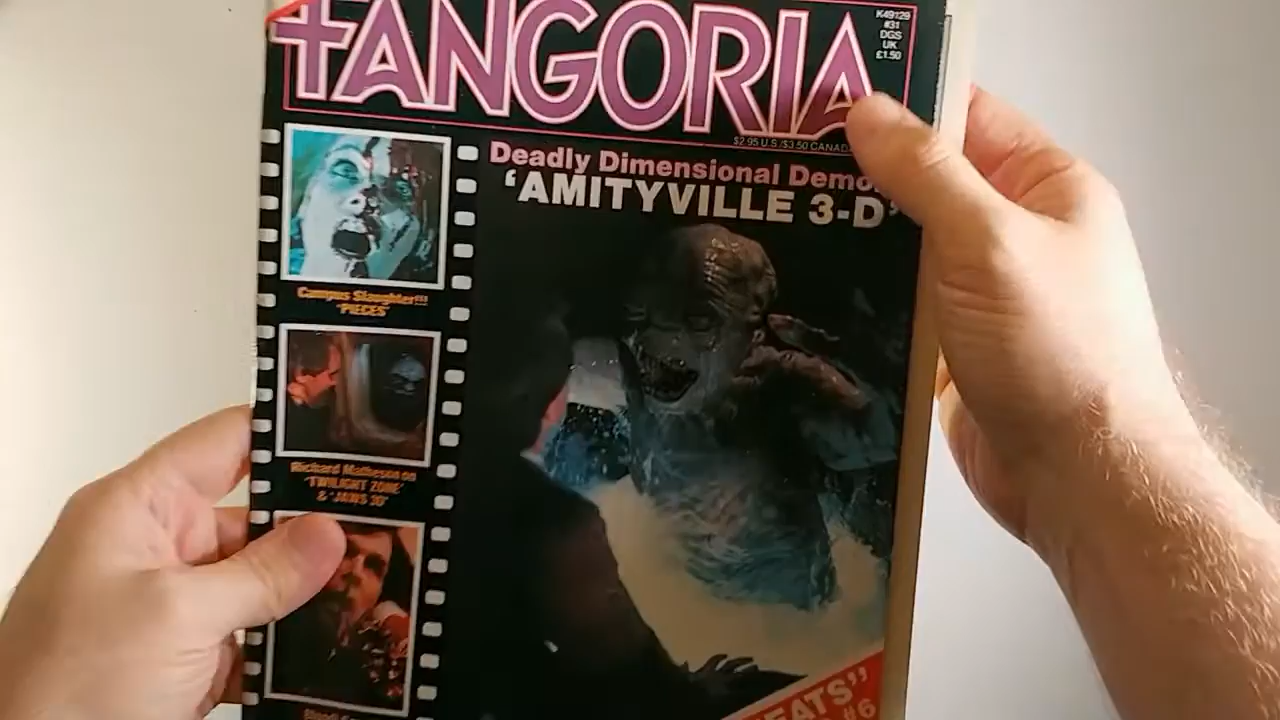 FANGORIA
K49129
#31
DGS
UK
£1.50
$2.95 U.S./$3.50 CANADA
Deadly Dimensional Demo
'AMITYVILLE 3-D'
Campus Slaughter!!!
"PIECES"
Richard Matheson on
'TWILIGHT ZONE'
& 'JAWS 3D'
EATS"
#6